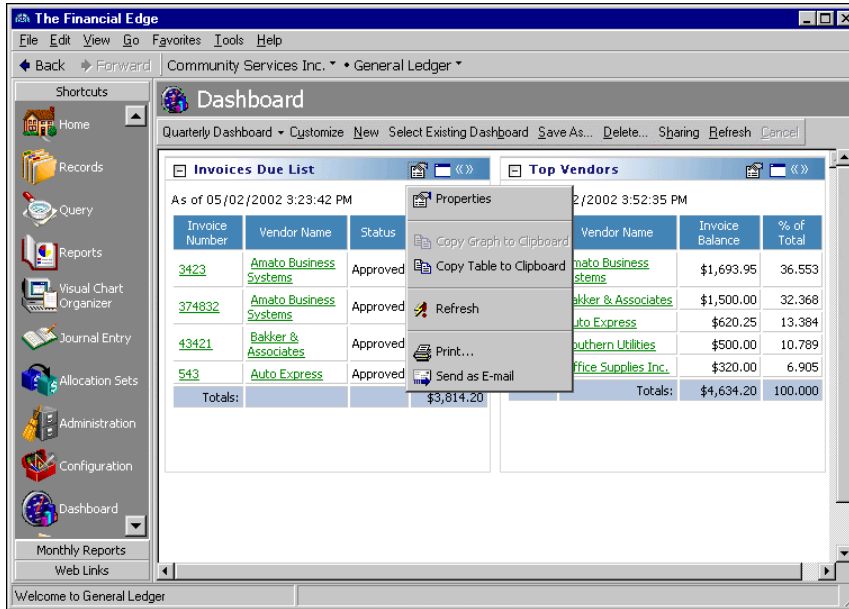 The Financial Edge
File Edit View Go Favorites Tools Help
Back Forward Community Services Inc. • General Ledger
Shortcuts
Home
Records
Query
Reports
Visual Chart
Organizer
Journal Entry
Allocation Sets
Administration
Configuration
Dashboard
Monthly Reports
Web Links
Dashboard
Quarterly Dashboard Customize New Select Existing Dashboard Save As... Delete... Sharing Refresh Cancel
Invoices Due List
As of 05/02/2002 3:23:42 PM
Invoice Number Vendor Name Status
3423 Amato Business Systems Approved
374832 Amato Business Systems Approved
43421 Bakker & Associates Approved
543 Auto Express Approved
Totals: $3,814.20
Properties
Copy Graph to Clipboard
Copy Table to Clipboard
Refresh
Print...
Send as E-mail
Top Vendors
2/2002 3:52:35 PM
Vendor Name Invoice Balance % of Total
mato Business stems $1,693.95 36.553
akker & Associates $1,500.00 32.368
uto Express $620.25 13.384
outhern Utilities $500.00 10.789
ffice Supplies Inc. $320.00 6.905
Totals: $4,634.20 100.000
Welcome to General Ledger